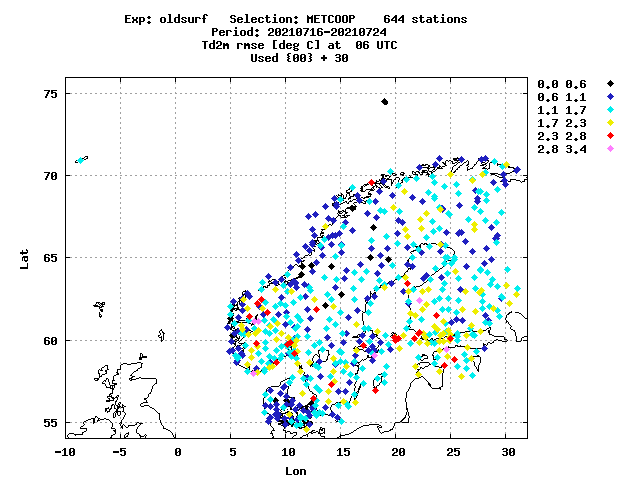 Exp: oldsurf   Selection: METCOOP    644 stations
Period: 20210716-20210724
Td2m rmse [deg C] at  06 UTC
Used {00} + 30
0.0 0.6
0.6 1.1
1.1 1.7
1.7 2.3
2.3 2.8
2.8 3.4
75
70
65
60
55
Lat
-10 -5 0 5 10 15 20 25 30
Lon